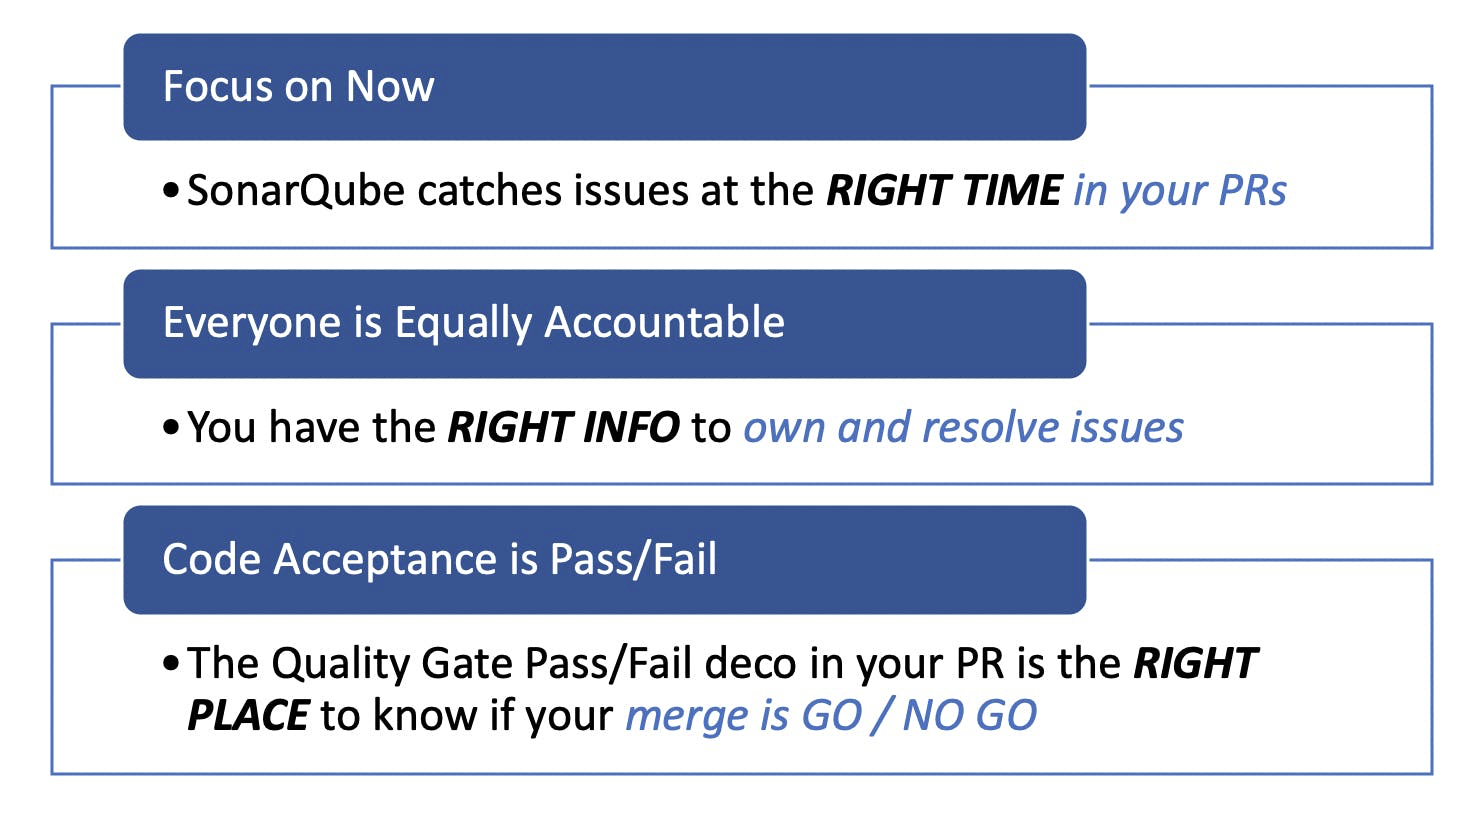 Focus on Now
•SonarQube catches issues at the RIGHT TIME in your PRs
Everyone is Equally Accountable
•You have the RIGHT INFO to own and resolve issues
Code Acceptance is Pass/Fail
•The Quality Gate Pass/Fail deco in your PR is the RIGHT
PLACE to know if your merge is GO / NO GO